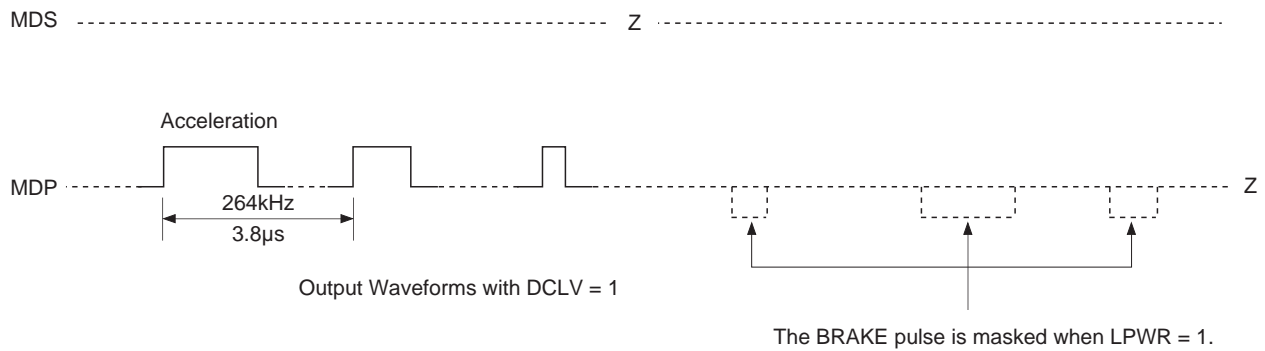 MDS
Z
Acceleration
MDP
Z
264kHz
3.8µs
Output Waveforms with DCLV = 1
The BRAKE pulse is masked when LPWR = 1.